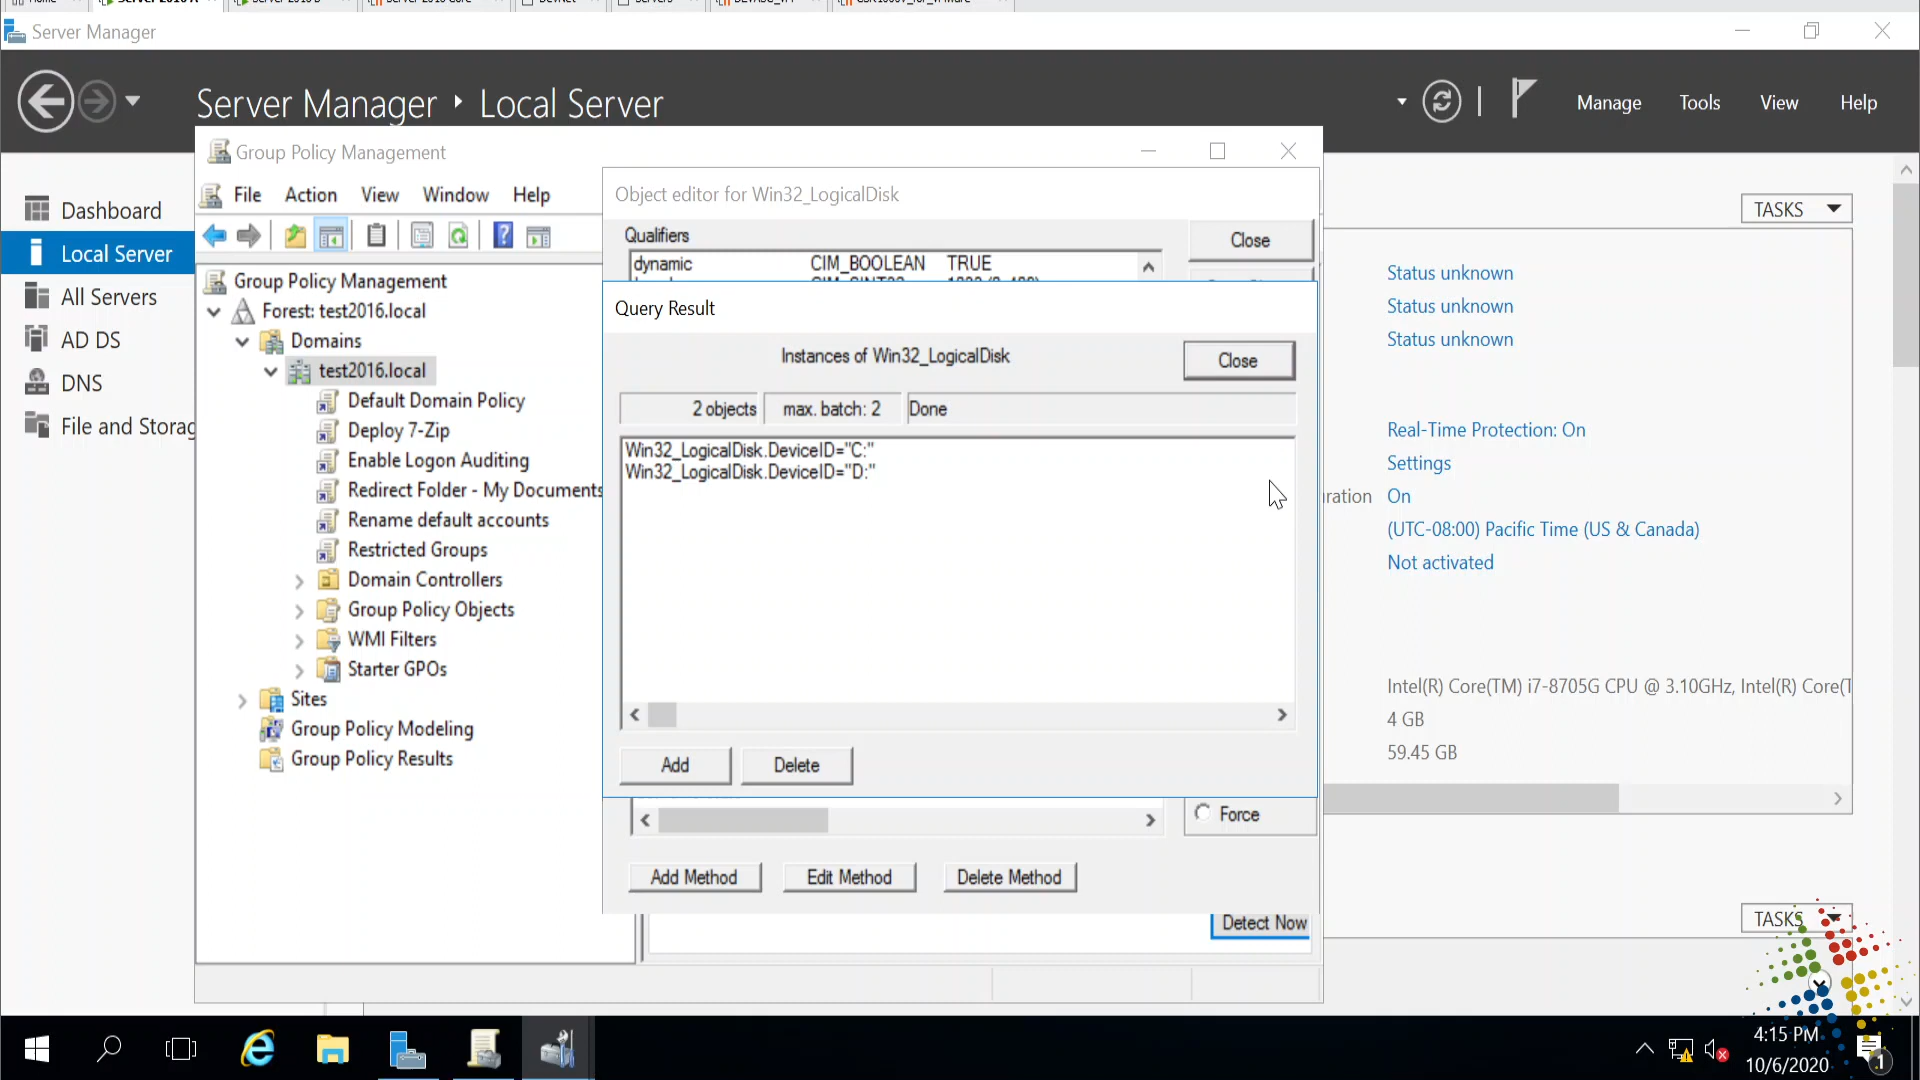 Server Manager
Server Manager ‣ Local Server
Manage
Tools
View
Help
Group Policy Management
File
Action
View
Window
Help
Object editor for Win32_LogicalDisk
Qualifiers
Close
dynamic CIM_BOOLEAN TRUE
TASKS
Dashboard
Local Server
All Servers
AD DS
DNS
File and Storag
Group Policy Management
Forest: test2016.local
Domains
test2016.local
Default Domain Policy
Deploy 7-Zip
Enable Logon Auditing
Redirect Folder - My Documents
Rename default accounts
Restricted Groups
Domain Controllers
Group Policy Objects
WMI Filters
Starter GPOs
Sites
Group Policy Modeling
Group Policy Results
Query Result
Instances of Win32_LogicalDisk
Close
2 objects
max. batch: 2
Done
Win32_LogicalDisk.DeviceID="C:"
Win32_LogicalDisk.DeviceID="D:"
Add
Delete
Force
Add Method
Edit Method
Delete Method
Detect Now
Status unknown
Status unknown
Status unknown
Real-Time Protection: On
Settings
uration On
(UTC-08:00) Pacific Time (US & Canada)
Not activated
Intel(R) Core(TM) i7-8705G CPU @ 3.10GHz, Intel(R) Core(T
4 GB
59.45 GB
TASKS
4:15 PM
10/6/2020
1